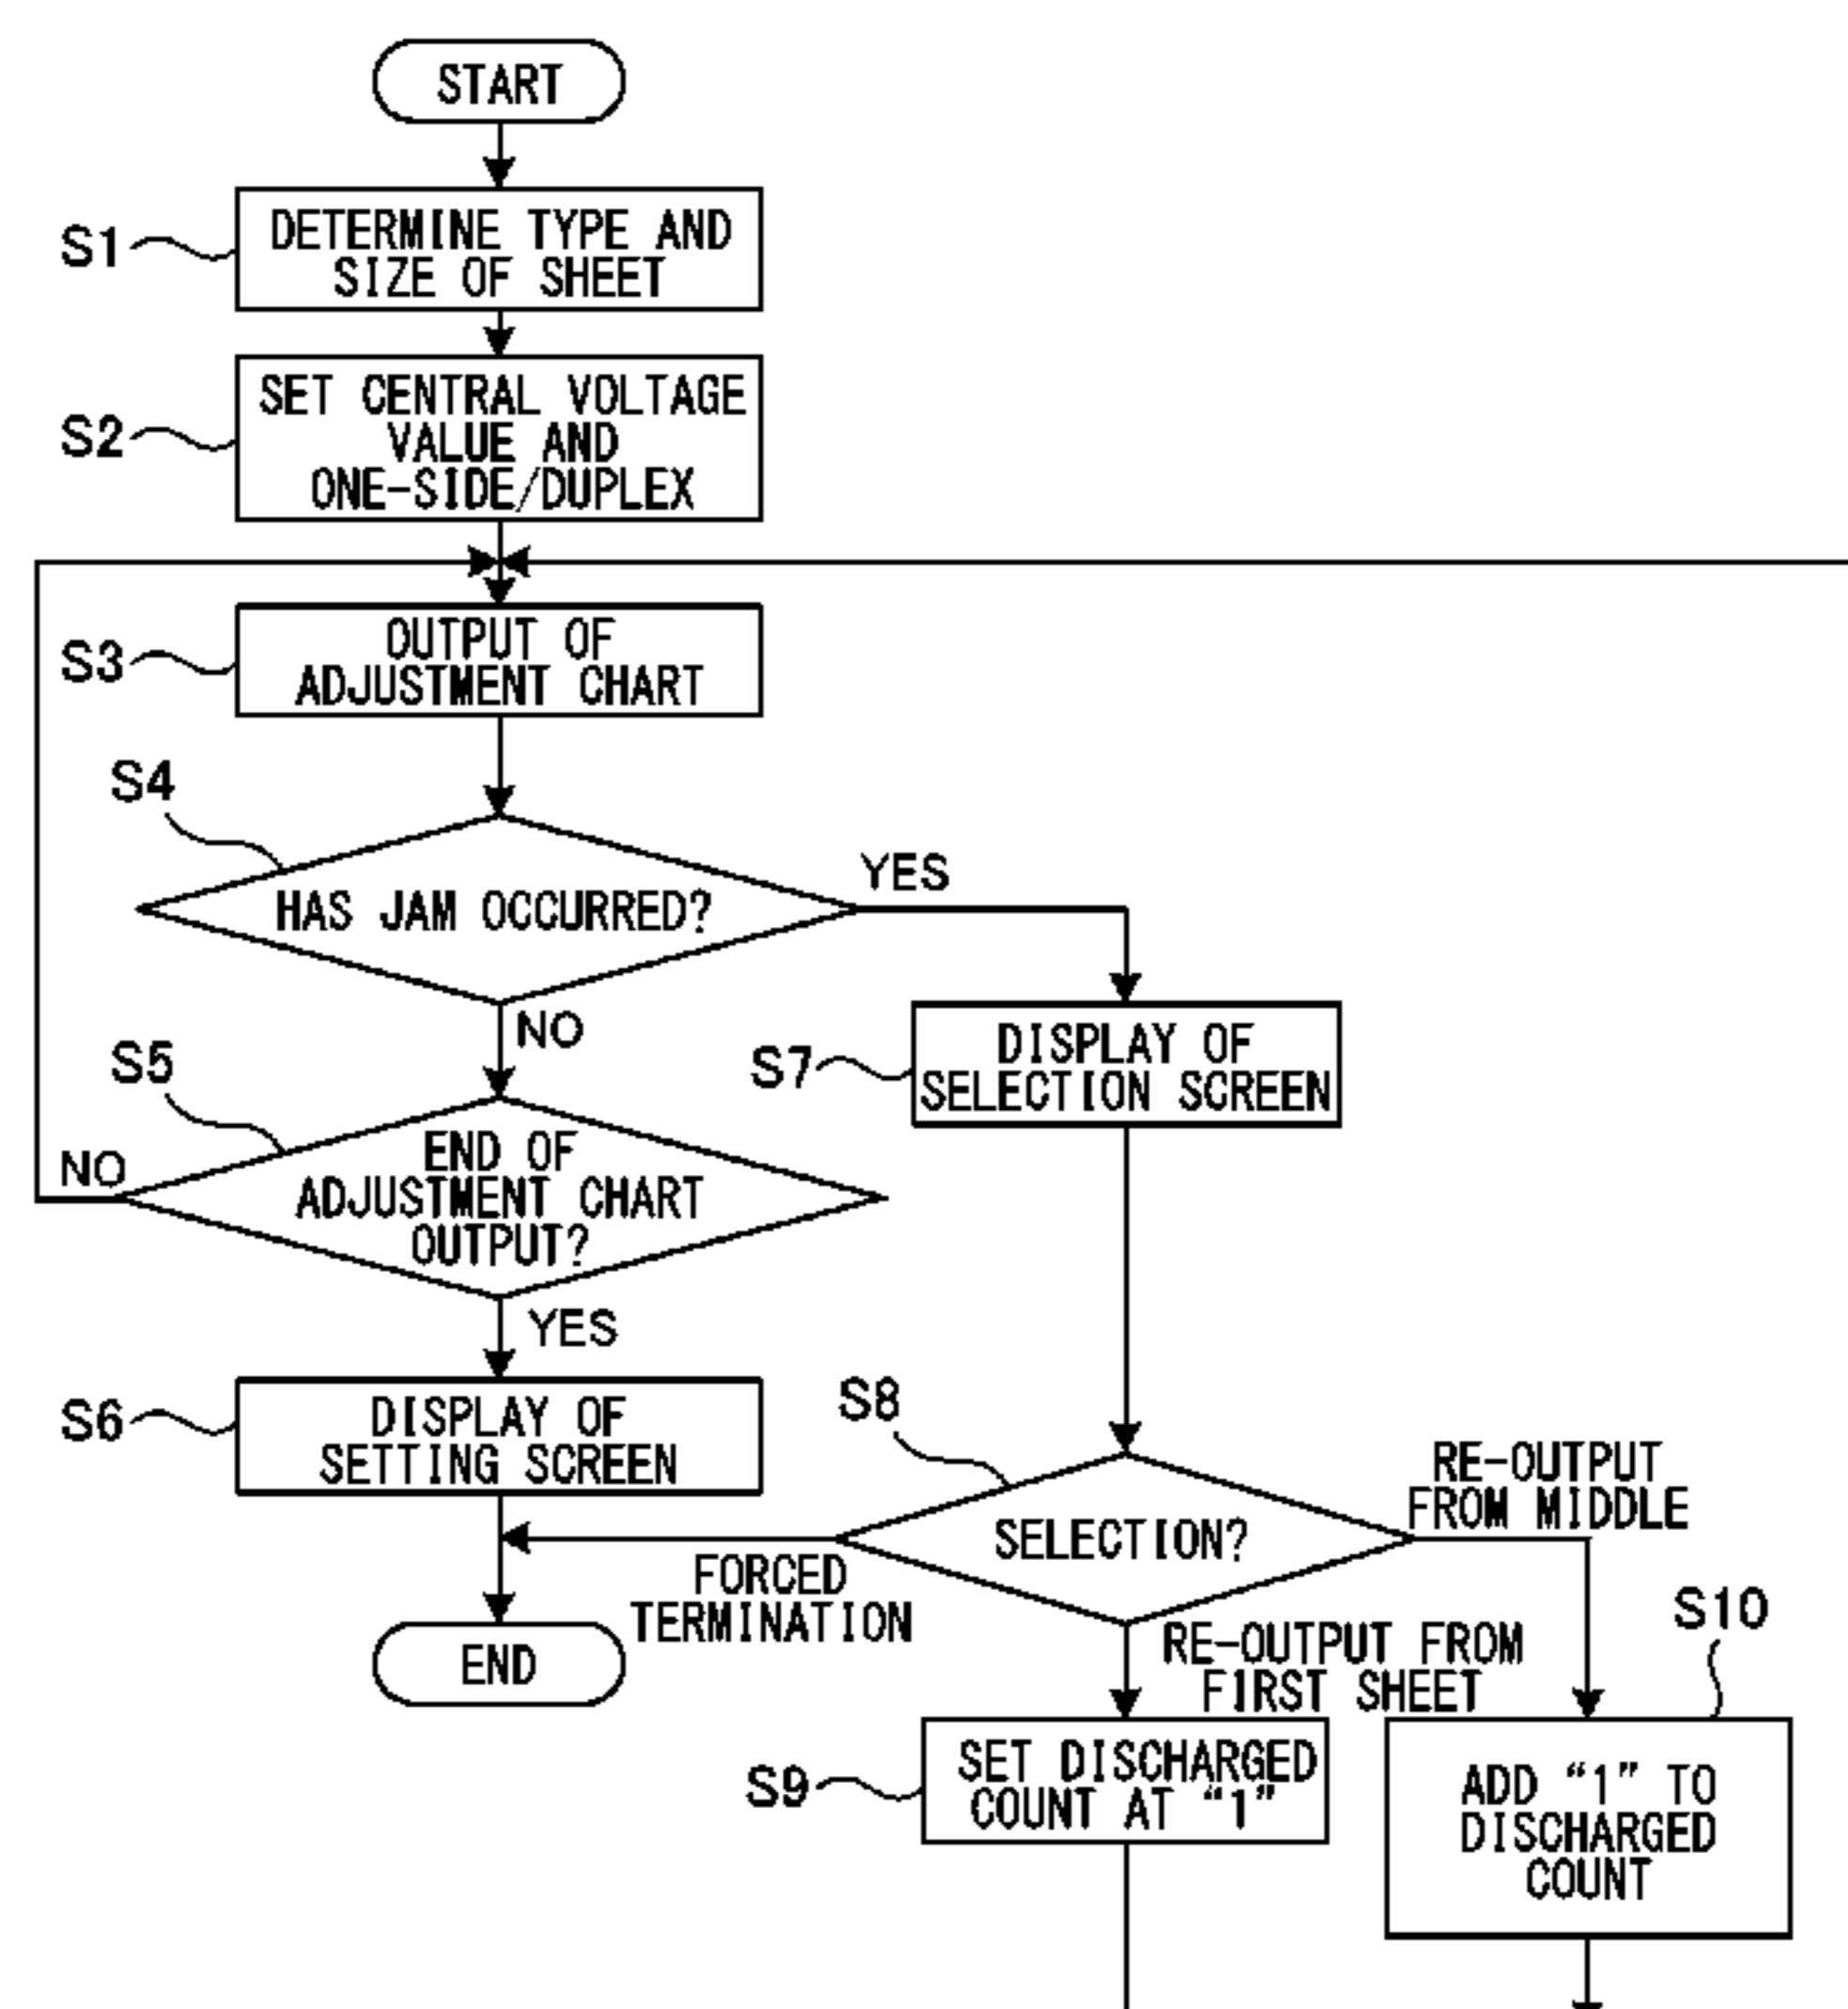 START
S1
DETERMINE TYPE AND
SIZE OF SHEET
S2
SET CENTRAL VOLTAGE
VALUE AND
ONE-SIDE/DUPLEX
S3
OUTPUT OF
ADJUSTMENT CHART
S4
HAS JAM OCCURRED?
YES
NO
S5
END OF
ADJUSTMENT CHART
OUTPUT?
NO
YES
S6
DISPLAY OF
SETTING SCREEN
END
S7
DISPLAY OF
SELECTION SCREEN
S8
SELECTION?
FORCED
TERMINATION
RE-OUTPUT
FROM MIDDLE
RE-OUTPUT FROM
FIRST SHEET
S9
SET DISCHARGED
COUNT AT “1”
S10
ADD “1” TO
DISCHARGED
COUNT